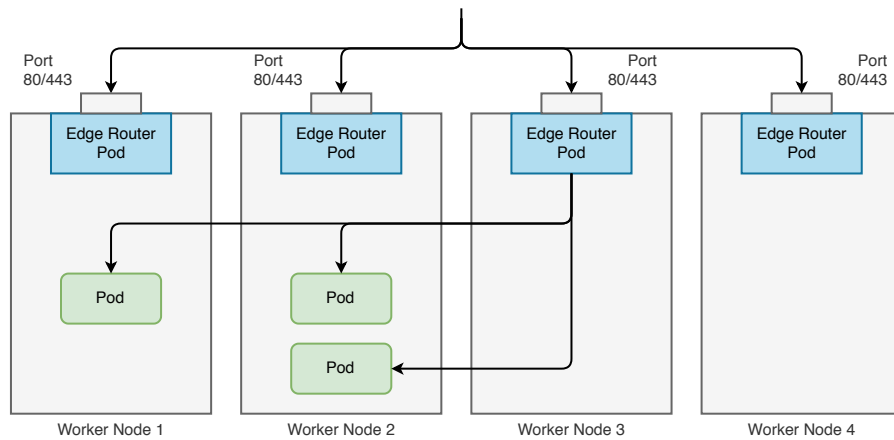 Port
80/443
Port
80/443
Port
80/443
Port
80/443
Edge Router
Pod
Edge Router
Pod
Edge Router
Pod
Edge Router
Pod
Pod
Pod
Pod
Worker Node 1
Worker Node 2
Worker Node 3
Worker Node 4